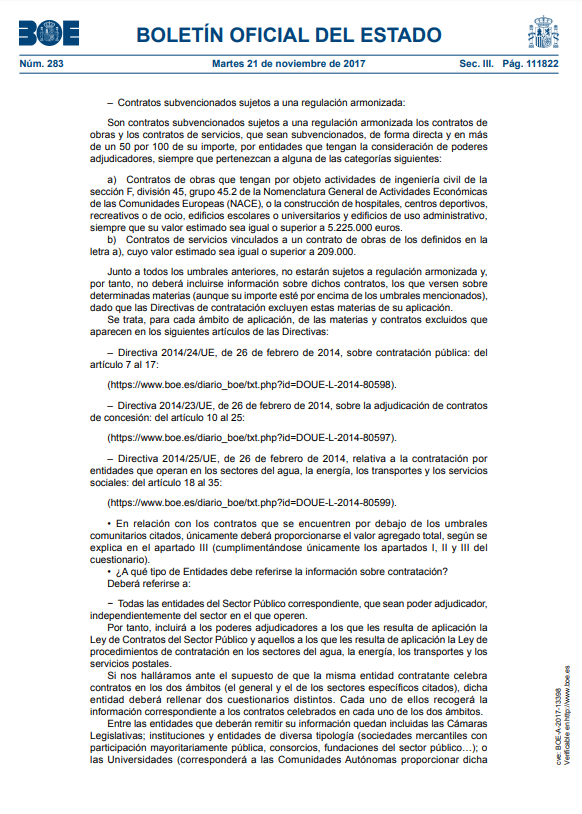 BOE
BOLETÍN OFICIAL DEL ESTADO
Núm. 283
Martes 21 de noviembre de 2017
Sec. III. Pág. 111822
– Contratos subvencionados sujetos a una regulación armonizada:
Son contratos subvencionados sujetos a una regulación armonizada los contratos de
obras y los contratos de servicios, que sean subvencionados, de forma directa y en más
de un 50 por 100 de su importe, por entidades que tengan la consideración de poderes
adjudicadores, siempre que pertenezcan a alguna de las categorías siguientes:
a) Contratos de obras que tengan por objeto actividades de ingeniería civil de la
sección F, división 45, grupo 45.2 de la Nomenclatura General de Actividades Económicas
de las Comunidades Europeas (NACE), o la construcción de hospitales, centros deportivos,
recreativos o de ocio, edificios escolares o universitarios y edificios de uso administrativo,
siempre que su valor estimado sea igual o superior a 5.225.000 euros.
b) Contratos de servicios vinculados a un contrato de obras de los definidos en la
letra a), cuyo valor estimado sea igual o superior a 209.000.
Junto a todos los umbrales anteriores, no estarán sujetos a regulación armonizada y,
por tanto, no deberá incluirse información sobre dichos contratos, los que versen sobre
determinadas materias (aunque su importe esté por encima de los umbrales mencionados),
dado que las Directivas de contratación excluyen estas materias de su aplicación.
Se trata, para cada ámbito de aplicación, de las materias y contratos excluidos que
aparecen en los siguientes artículos de las Directivas:
– Directiva 2014/24/UE, de 26 de febrero de 2014, sobre contratación pública: del
artículo 7 al 17:
(https://www.boe.es/diario_boe/txt.php?id=DOUE-L-2014-80598).
– Directiva 2014/23/UE, de 26 de febrero de 2014, sobre la adjudicación de contratos
de concesión: del artículo 10 al 25:
(https://www.boe.es/diario_boe/txt.php?id=DOUE-L-2014-80597).
– Directiva 2014/25/UE, de 26 de febrero de 2014, relativa a la contratación por
entidades que operan en los sectores del agua, la energía, los transportes y los servicios
sociales: del artículo 18 al 35:
(https://www.boe.es/diario_boe/txt.php?id=DOUE-L-2014-80599).
• En relación con los contratos que se encuentren por debajo de los umbrales
comunitarios citados, únicamente deberá proporcionarse el valor agregado total, según se
explica en el apartado III (cumplimentándose únicamente los apartados I, II y III del
cuestionario).
• ¿A qué tipo de Entidades debe referirse la información sobre contratación?
Deberá referirse a:
− Todas las entidades del Sector Público correspondiente, que sean poder adjudicador,
independientemente del sector en el que operen.
Por tanto, incluirá a los poderes adjudicadores a los que les resulta de aplicación la
Ley de Contratos del Sector Público y aquellos a los que les resulta de aplicación la Ley de
procedimientos de contratación en los sectores del agua, la energía, los transportes y los
servicios postales.
Si nos halláramos ante el supuesto de que la misma entidad contratante celebra
contratos en los dos ámbitos (el general y el de los sectores específicos citados), dicha
entidad deberá rellenar dos cuestionarios distintos. Cada uno de ellos recogerá la
información correspondiente a los contratos celebrados en cada uno de los dos ámbitos.
Entre las entidades que deberán remitir su información quedan incluidas las Cámaras
Legislativas; instituciones y entidades de diversa tipología (sociedades mercantiles con
participación mayoritariamente pública, consorcios, fundaciones del sector público…); o
las Universidades (corresponderá a las Comunidades Autónomas proporcionar dicha
cve: BOE-A-2017-13398
Verificable en http://www.boe.es